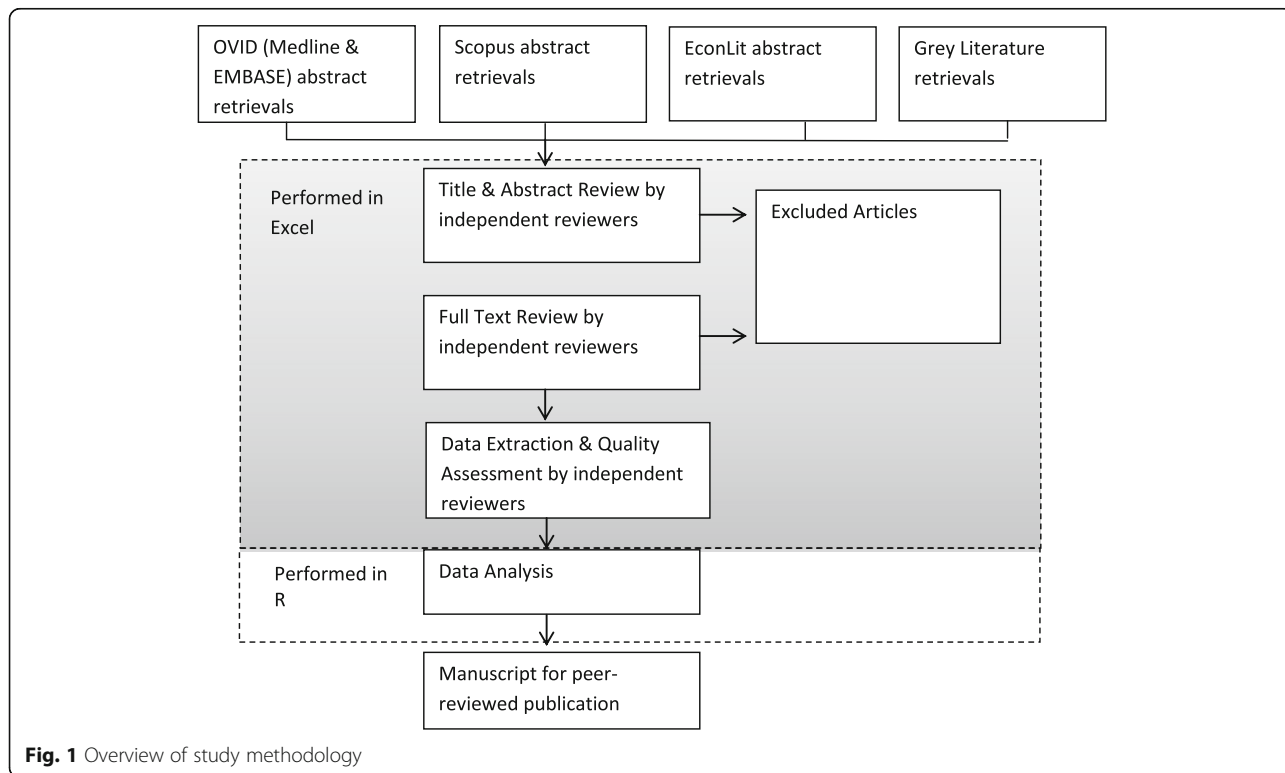 OVID (Medline &
EMBASE) abstract
retrievals
Scopus abstract
retrievals
EconLit abstract
retrievals
Grey Literature
retrievals
Performed in
Excel
Title & Abstract Review by
independent reviewers
Excluded Articles
Full Text Review by
independent reviewers
Data Extraction & Quality
Assessment by independent
reviewers
Performed in
R
Data Analysis
Manuscript for peer-
reviewed publication
Fig. 1 Overview of study methodology